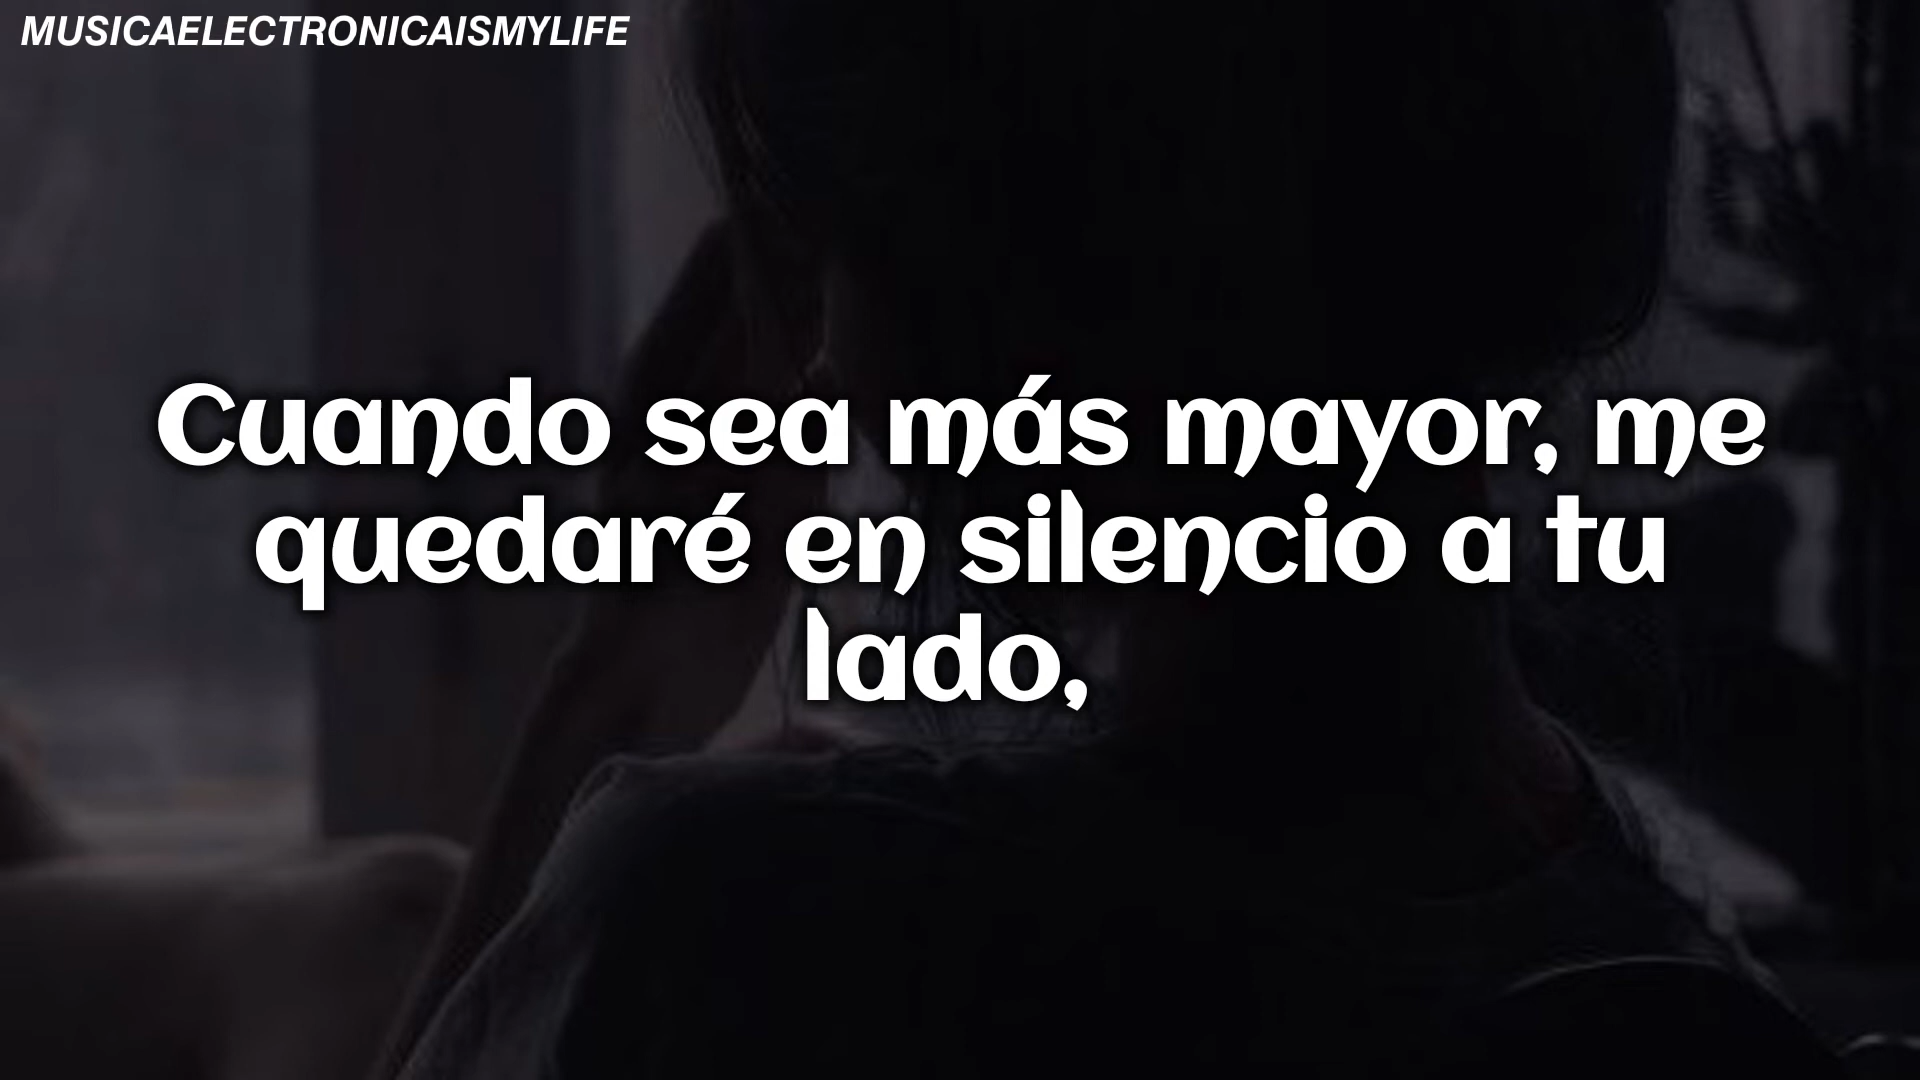 MUSICAELECTRONICAISMYLIFE
Cuando sea más mayor, me
quedaré en silencio a tu
lado,